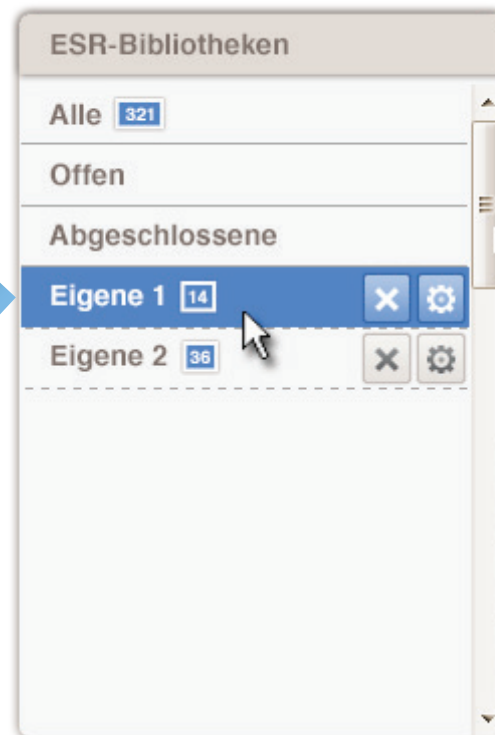 ESR-Bibliotheken
Alle 321
Offen
Abgeschlossene
Eigene 1 14
Eigene 2 36